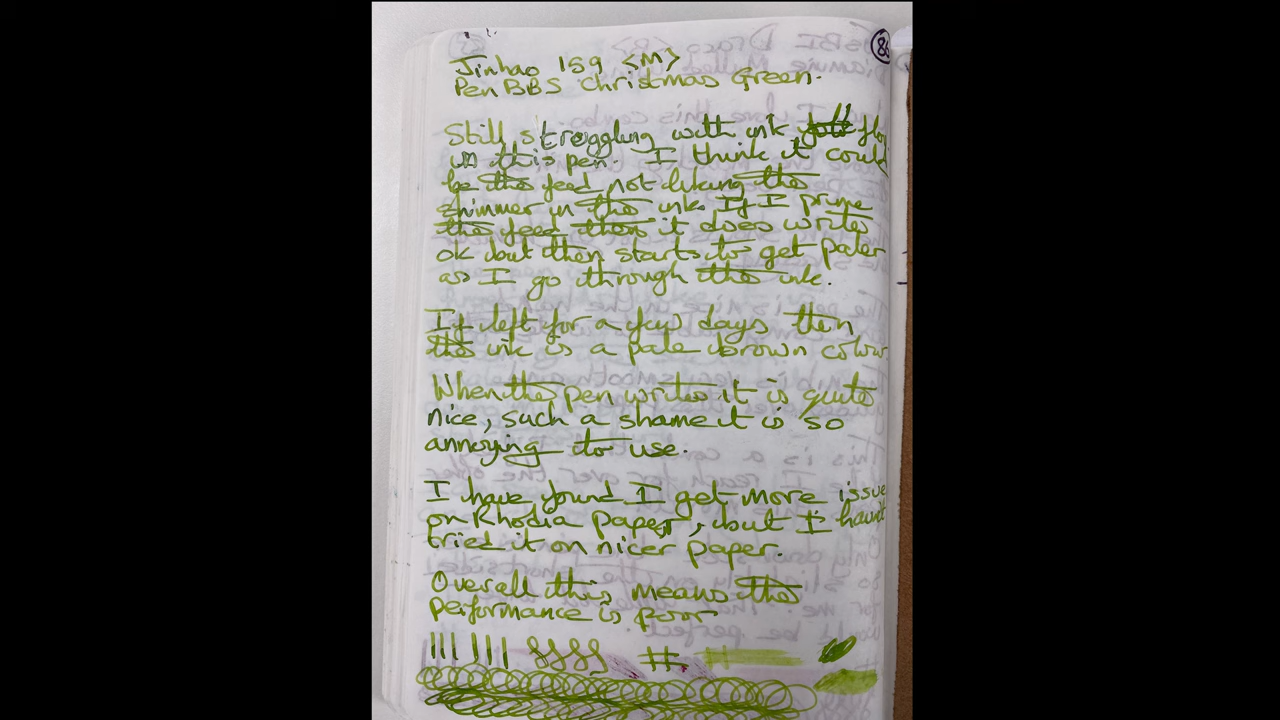 86
Jinhao 159 <M>
PenBBS Christmas Green.
Still struggling with ink flo
in this pen. I think it could
be the feed not liking the
shimmer in the ink. If I prime
the feed then it does write
ok but then starts to get paler
as I go through the ink.
If left for a few days then
the ink is a pale brown colour
When the pen writes it is quite
nice, such a shame it is so
annoying to use.
I have found I get more issue
on Rhodia paper, but I havnt
tried it on nicer paper.
Overall this means the
performance is poor